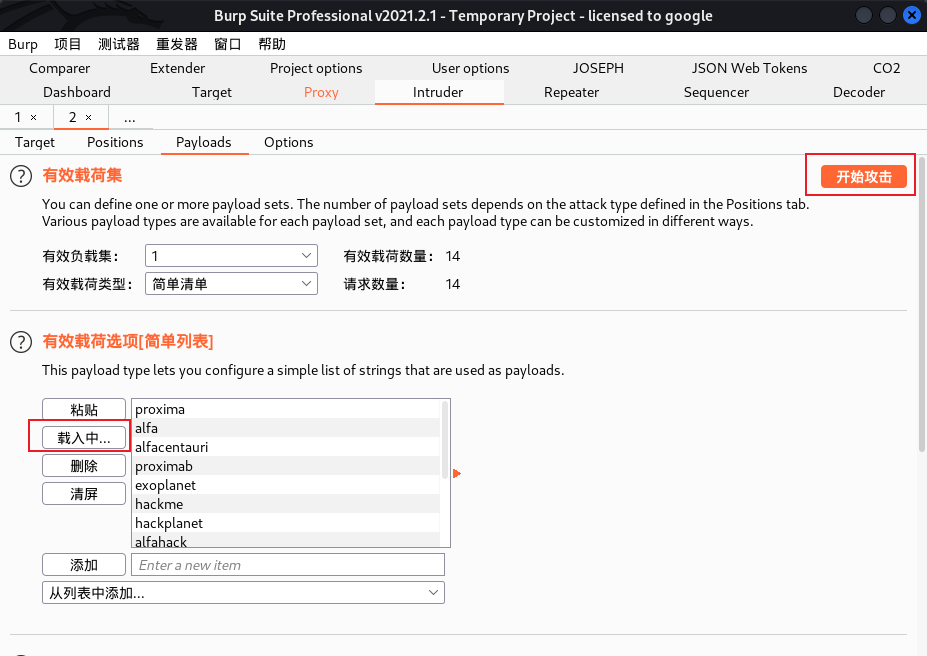 Burp Suite Professional v2021.2.1 - Temporary Project - licensed to google
Burp 项目 测试器 重发器 窗口 帮助
Comparer Extender Project options User options JOSEPH JSON Web Tokens CO2
Dashboard Target Proxy Intruder Repeater Sequencer Decoder
1 × 2 × ...
Target Positions Payloads Options
? 有效载荷集 开始攻击
You can define one or more payload sets. The number of payload sets depends on the attack type defined in the Positions tab.
Various payload types are available for each payload set, and each payload type can be customized in different ways.
有效负载集: 1 有效载荷数量: 14
有效载荷类型: 简单清单 请求数量: 14
? 有效载荷选项[简单列表]
This payload type lets you configure a simple list of strings that are used as payloads.
粘贴 proxima
alfa
载入中... alfacentauri
删除 proximab
exoplanet
清屏 hackme
hackplanet
alfahack
添加 Enter a new item
从列表中添加...